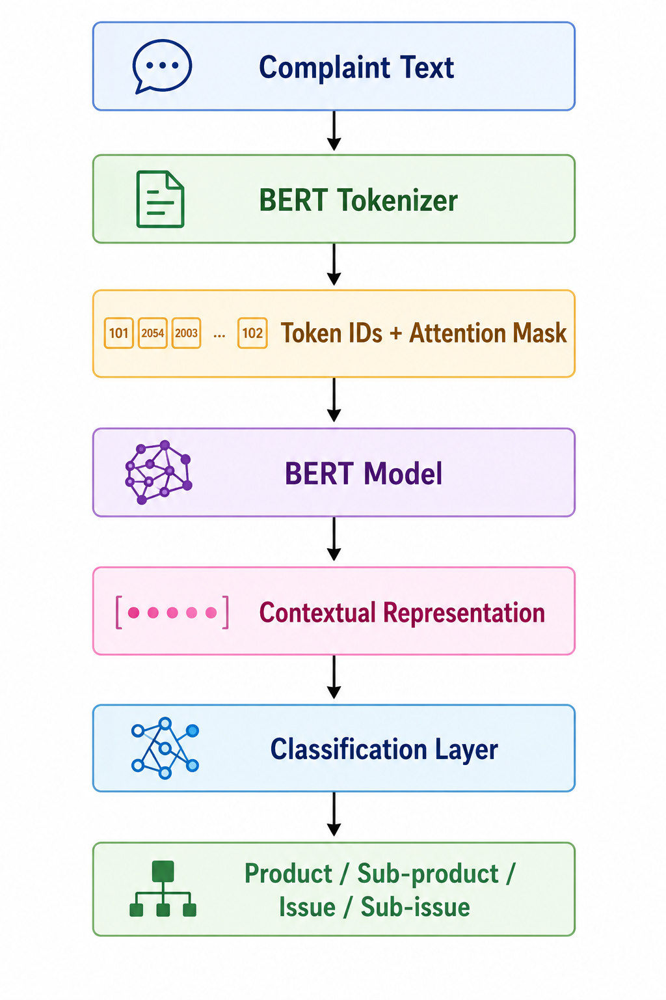 Complaint Text
BERT Tokenizer
101 2054 2003 ... 102 Token IDs + Attention Mask
BERT Model
Contextual Representation
Classification Layer
Product / Sub-product /
Issue / Sub-issue